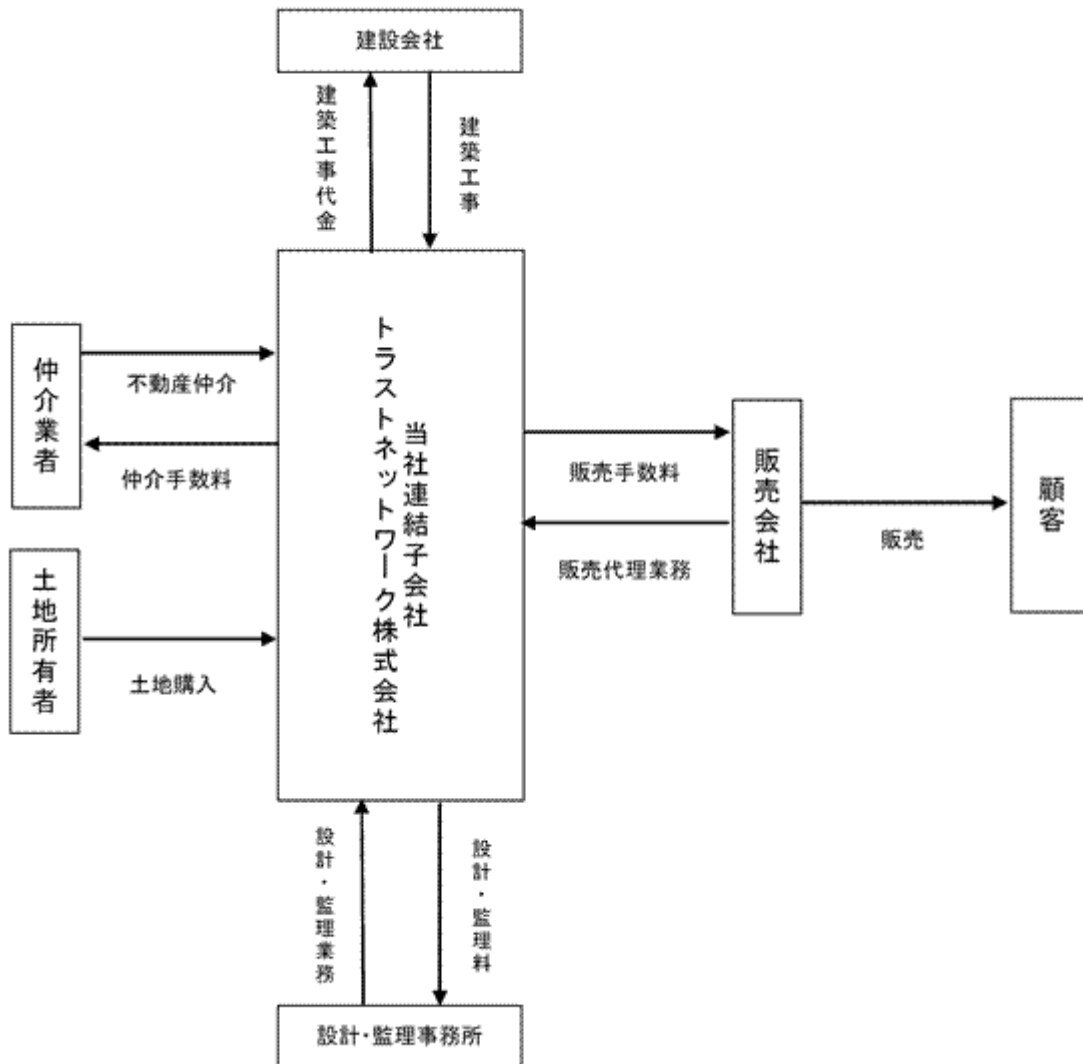 建設会社
建築工事代金
建築工事
仲介業者
不動産仲介
仲介手数料
土地所有者
土地購入
当社連結子会社
トラストネットワーク株式会社
販売手数料
販売代理業務
販売会社
販売
顧客
設計・監理業務
設計・監理料
設計・監理事務所